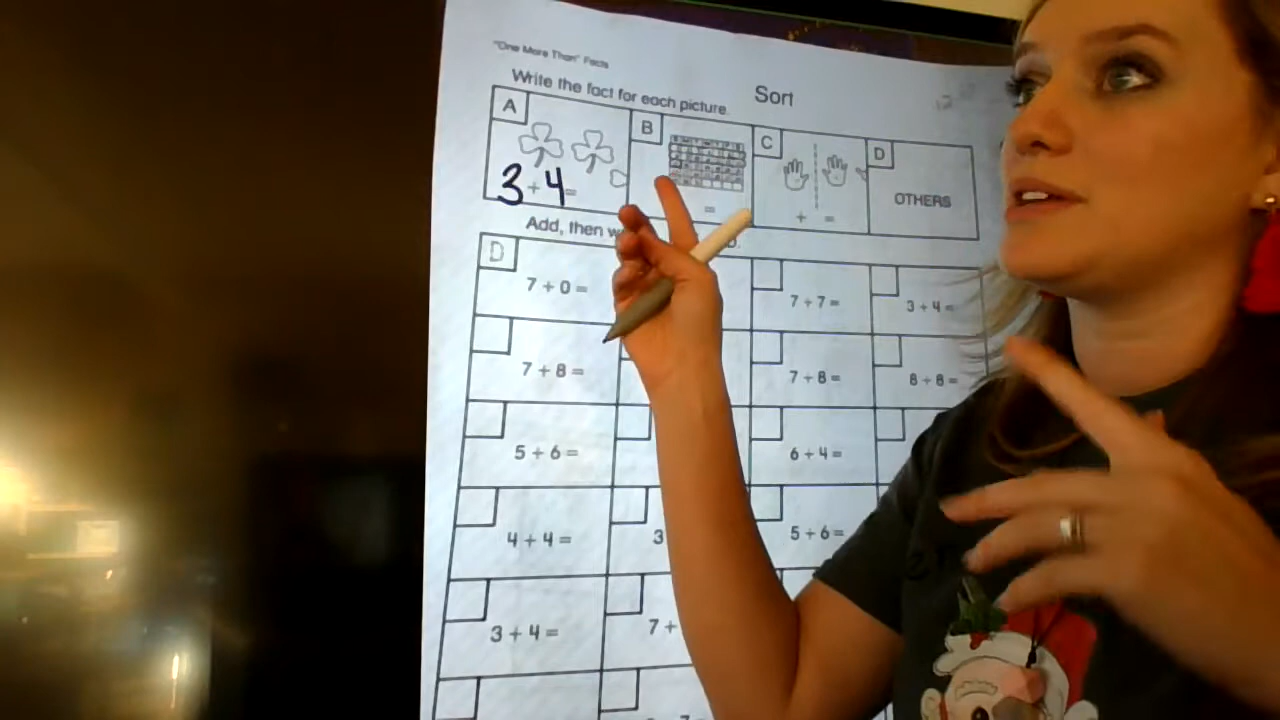 "One More Than" Facts
Write the fact for each picture. Sort
A B C D
3 + 4 =
=
+ =
OTHERS
Add, then
D
7 + 0 =
7 + 7 =
3 + 4 =
7 + 8 =
7 + 8 =
8 + 8 =
5 + 6 =
6 + 4 =
4 + 4 =
3
5 + 6 =
3 + 4 =
7 +